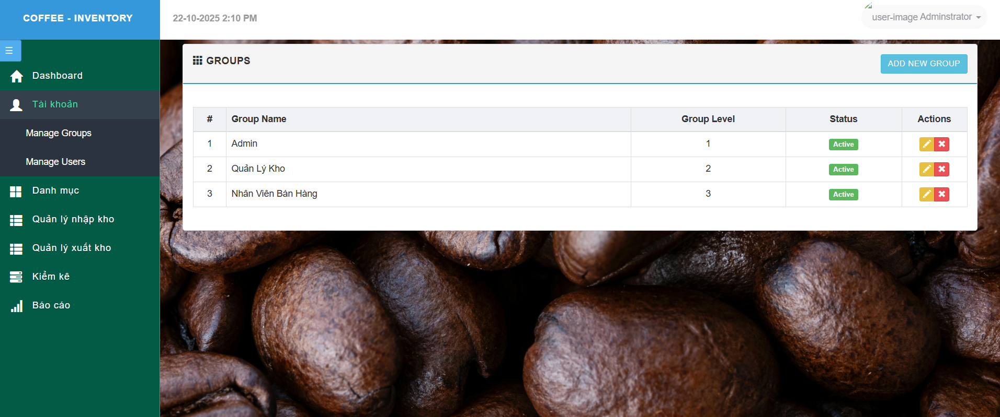 COFFEE - INVENTORY
22-10-2025 2:10 PM
user-image Adminstrator
☰
Dashboard
Tài khoản
Manage Groups
Manage Users
Danh mục
Quản lý nhập kho
Quản lý xuất kho
Kiểm kê
Báo cáo
GROUPS
ADD NEW GROUP
# Group Name Group Level Status Actions
1 Admin 1 Active
2 Quản Lý Kho 2 Active
3 Nhân Viên Bán Hàng 3 Active